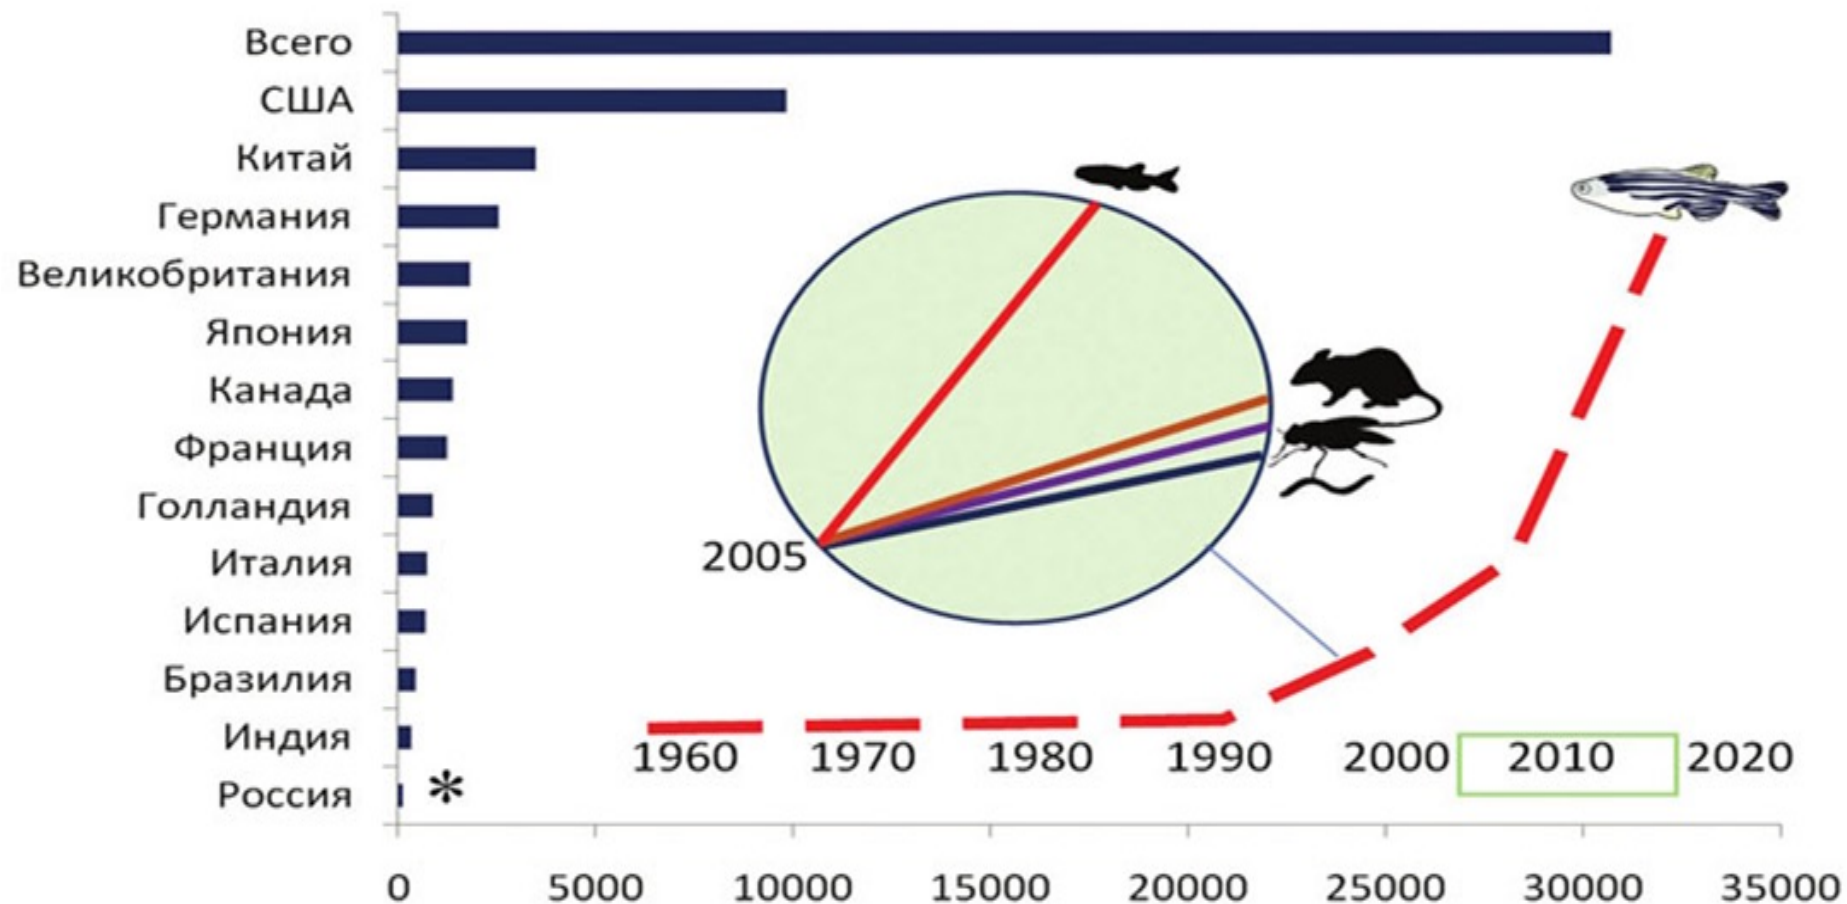 Всего
США
Китай
Германия
Великобритания
Япония
Канада
Франция
Голландия
Италия
Испания
Бразилия
Индия
Россия *
2005
1960 1970 1980 1990 2000 2010 2020
0 5000 10000 15000 20000 25000 30000 35000